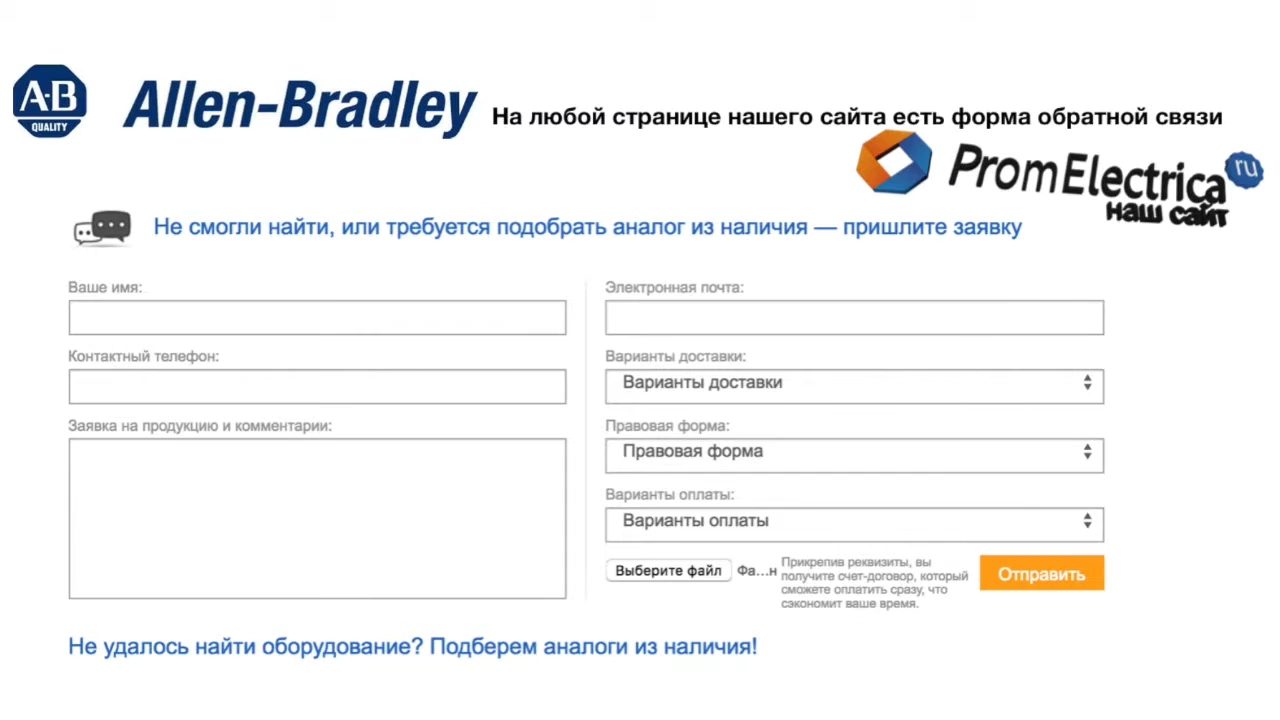 A-B
QUALITY
Allen-Bradley
На любой странице нашего сайта есть форма обратной связи
PromElectrica ru
наш сайт
Не смогли найти, или требуется подобрать аналог из наличия — пришлите заявку
Ваше имя:
Электронная почта:
Контактный телефон:
Варианты доставки:
Варианты доставки
Заявка на продукцию и комментарии:
Правовая форма:
Правовая форма
Варианты оплаты:
Варианты оплаты
Выберите файл Фа...н
Прикрепив реквизиты, вы
получите счет-договор, который
сможете оплатить сразу, что
сэкономит ваше время.
Отправить
Не удалось найти оборудование? Подберем аналоги из наличия!